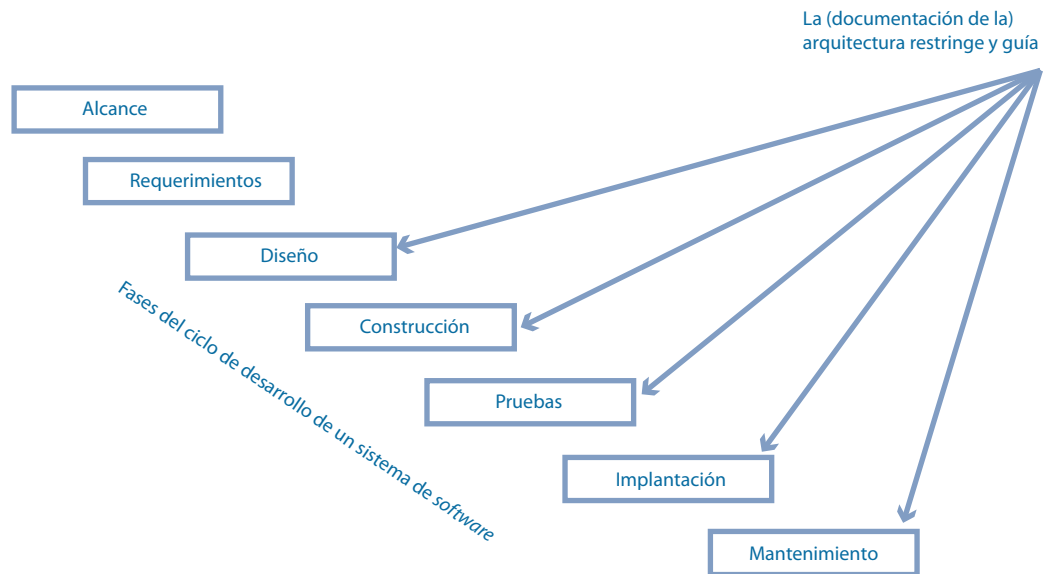 La (documentación de la)
arquitectura restringe y guía
Alcance
Requerimientos
Diseño
Construcción
Pruebas
Implantación
Mantenimiento
Fases del ciclo de desarrollo de un sistema de software